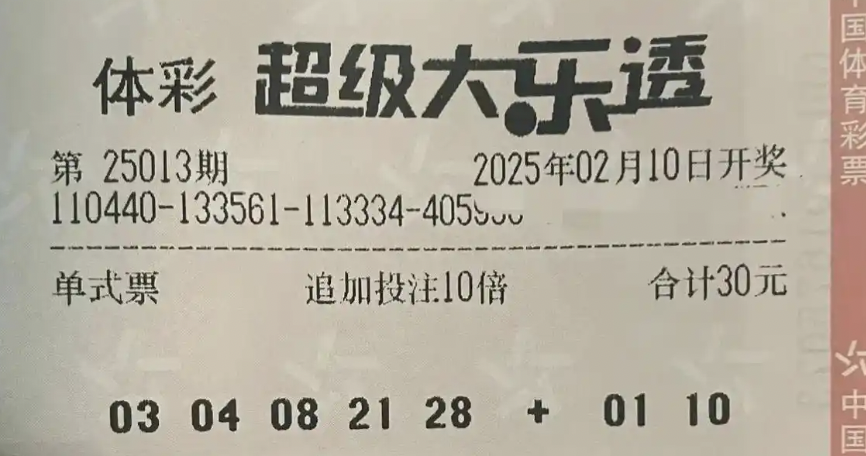 体彩 超级大乐透
第 25013期 2025年02月10日开奖
110440-133561-113334-405
单式票 追加投注10倍 合计30元
03 04 08 21 28 + 01 10
中国体育彩票
中国